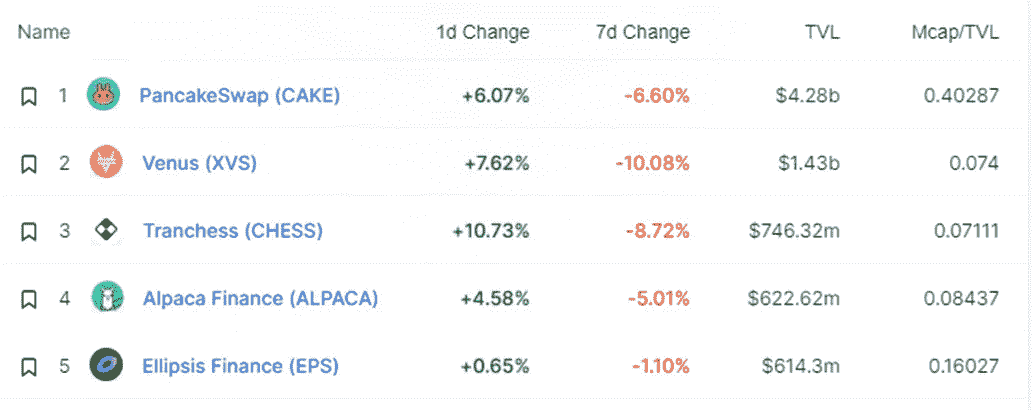 Name 1d Change 7d Change TVL Mcap/TVL
1 PancakeSwap (CAKE) +6.07% -6.60% $4.28b 0.40287
2 Venus (XVS) +7.62% -10.08% $1.43b 0.074
3 Tranchess (CHESS) +10.73% -8.72% $746.32m 0.07111
4 Alpaca Finance (ALPACA) +4.58% -5.01% $622.62m 0.08437
5 Ellipsis Finance (EPS) +0.65% -1.10% $614.3m 0.16027